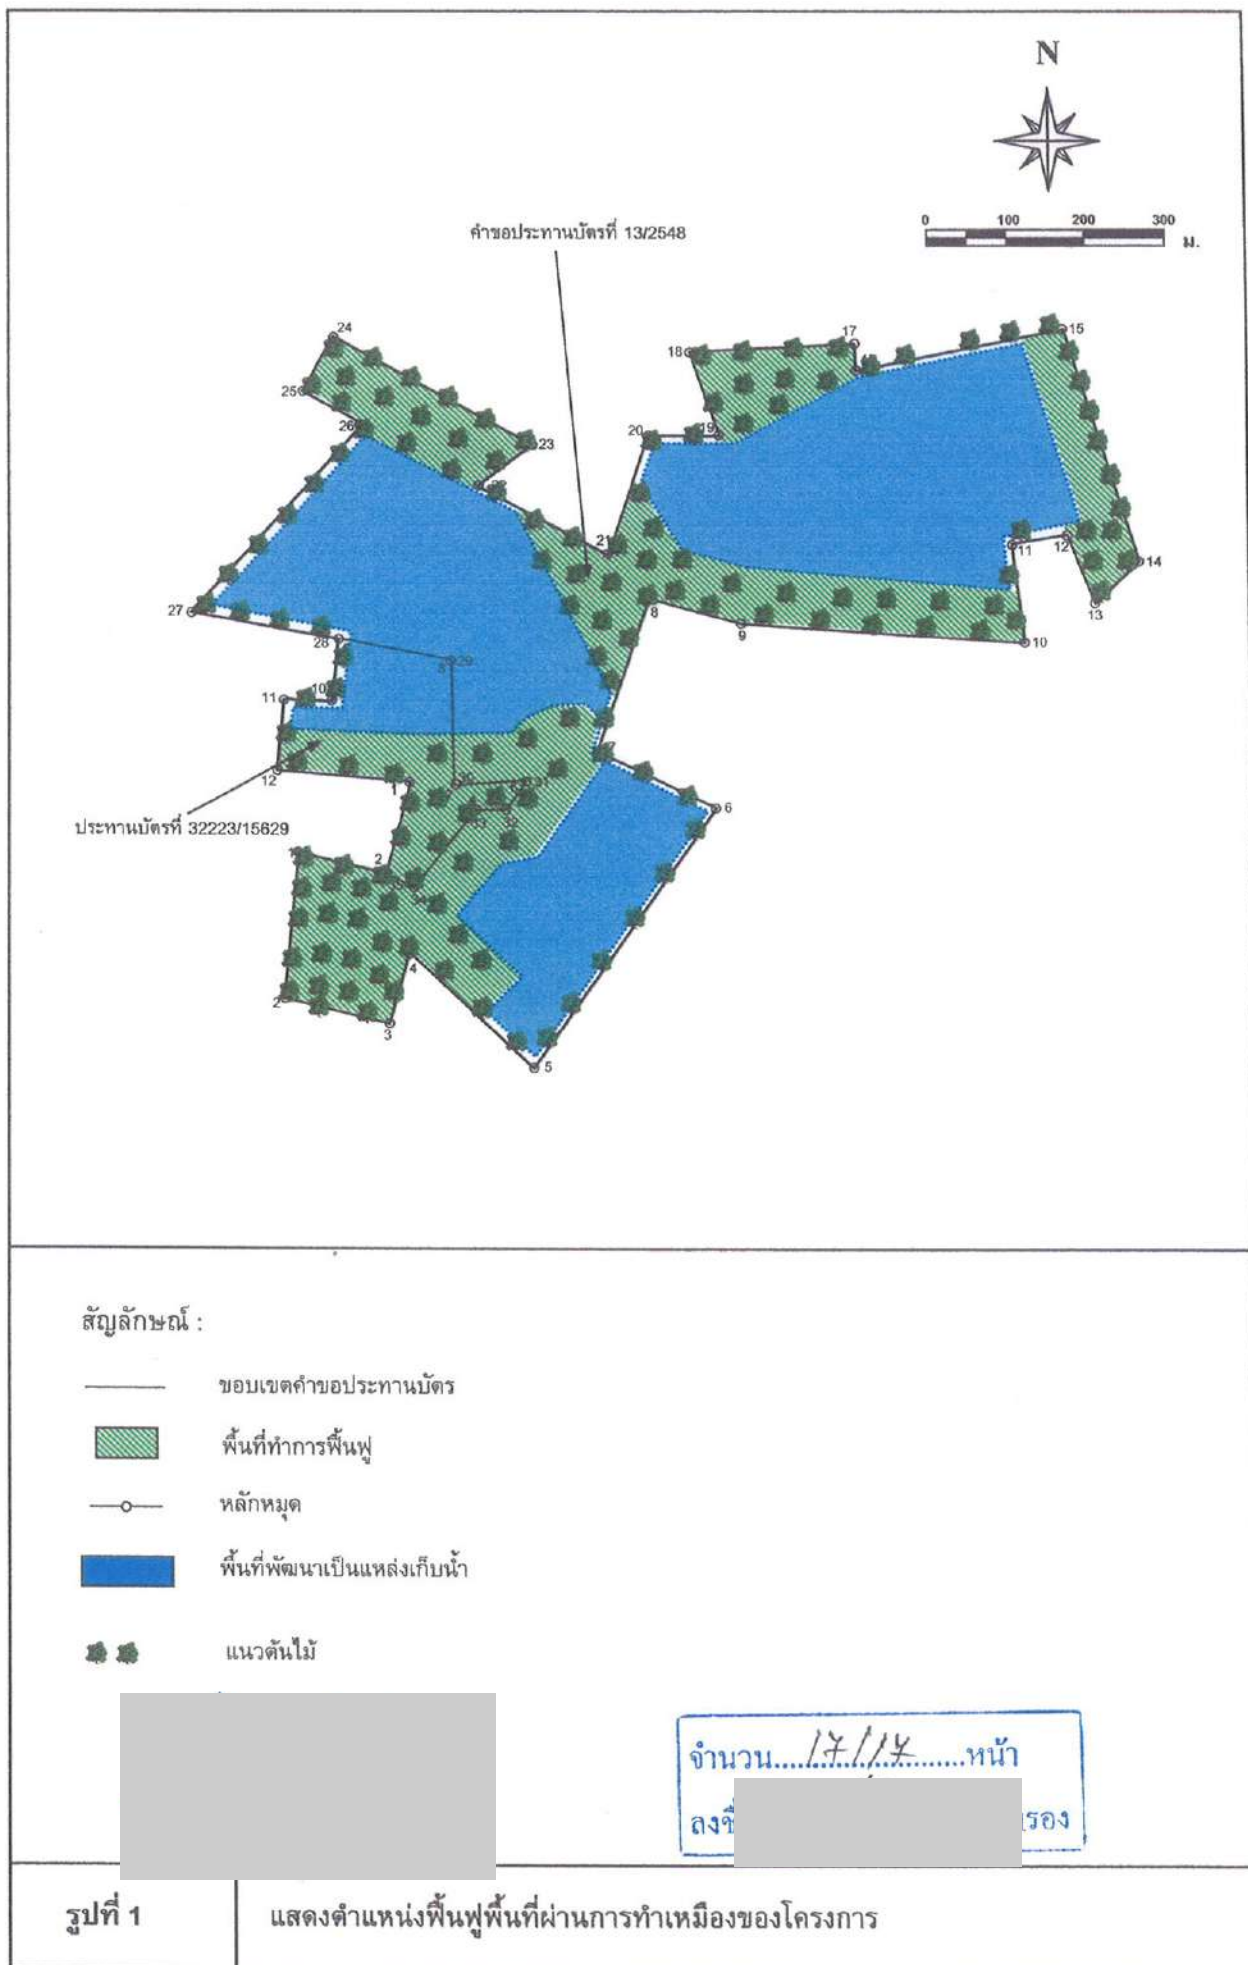 N
0 100 200 300
ม.
คำขอประทานบัตรที่ 13/2548
24
17
15
18
25
26
20
19
23
21
11
12
14
27
8
13
28
9
10
29
11
10
12
1
6
ประทานบัตรที่ 32223/15629
2
4
2
3
5
สัญลักษณ์ :
ขอบเขตคำขอประทานบัตร
พื้นที่ทำการฟื้นฟู
หลักหมุด
พื้นที่พัฒนาเป็นแหล่งเก็บน้ำ
แนวต้นไม้
จำนวน....17/17....หน้า
รูปที่ 1
แสดงตำแหน่งฟื้นฟูพื้นที่ผ่านการทำเหมืองของโครงการ